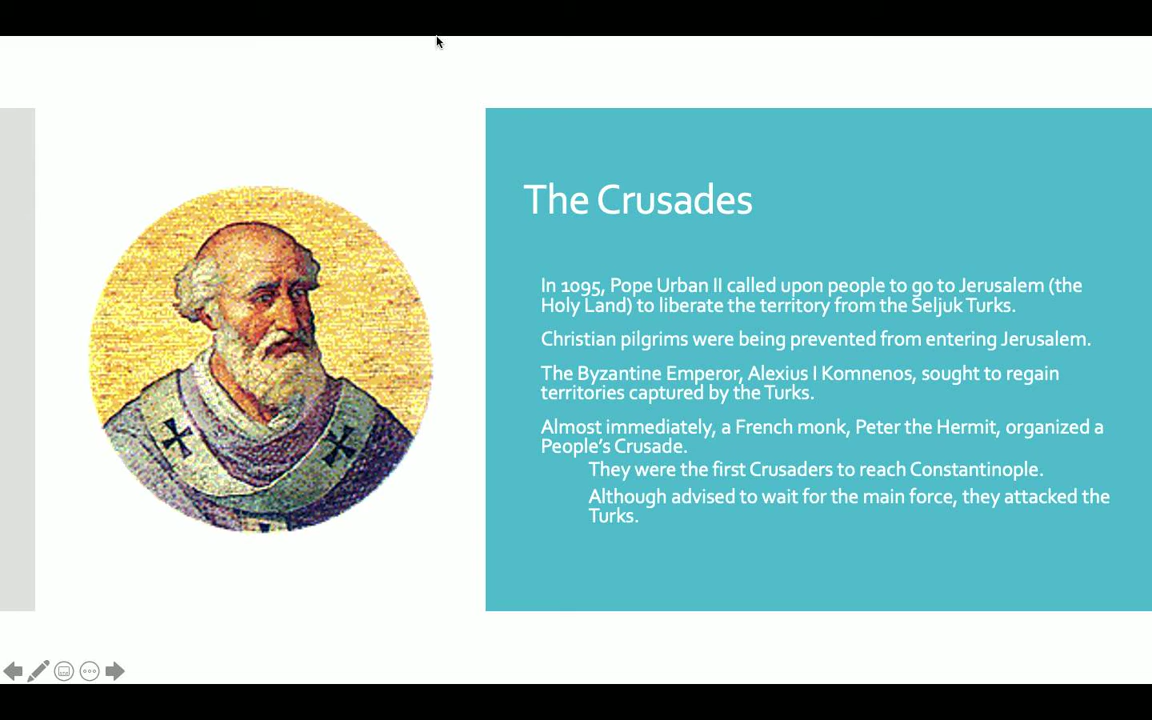 The Crusades
In 1095, Pope Urban II called upon people to go to Jerusalem (the
Holy Land) to liberate the territory from the Seljuk Turks.
Christian pilgrims were being prevented from entering Jerusalem.
The Byzantine Emperor, Alexius I Komnenos, sought to regain
territories captured by the Turks.
Almost immediately, a French monk, Peter the Hermit, organized a
People's Crusade.
They were the first Crusaders to reach Constantinople.
Although advised to wait for the main force, they attacked the
Turks.